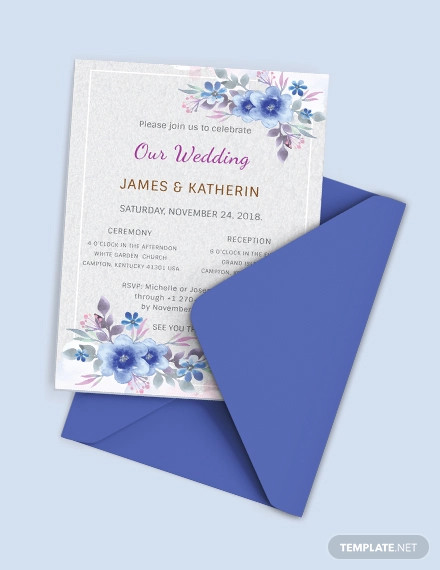 Please join us to celebrate
Our Wedding
JAMES & KATHERIN
SATURDAY, NOVEMBER 24, 2018.
CEREMONY
4 O'CLOCK IN THE AFTERNOON
WHITE GARDEN CHURCH
CAMPTON, KENTUCKY 41301 USA
RECEPTION
8 O'CLOCK IN THE
GRAND
CAMPTON, KENTUCKY
RSVP: Michelle or
through +1 270
by November
SEE YOU
TEMPLATE.NET